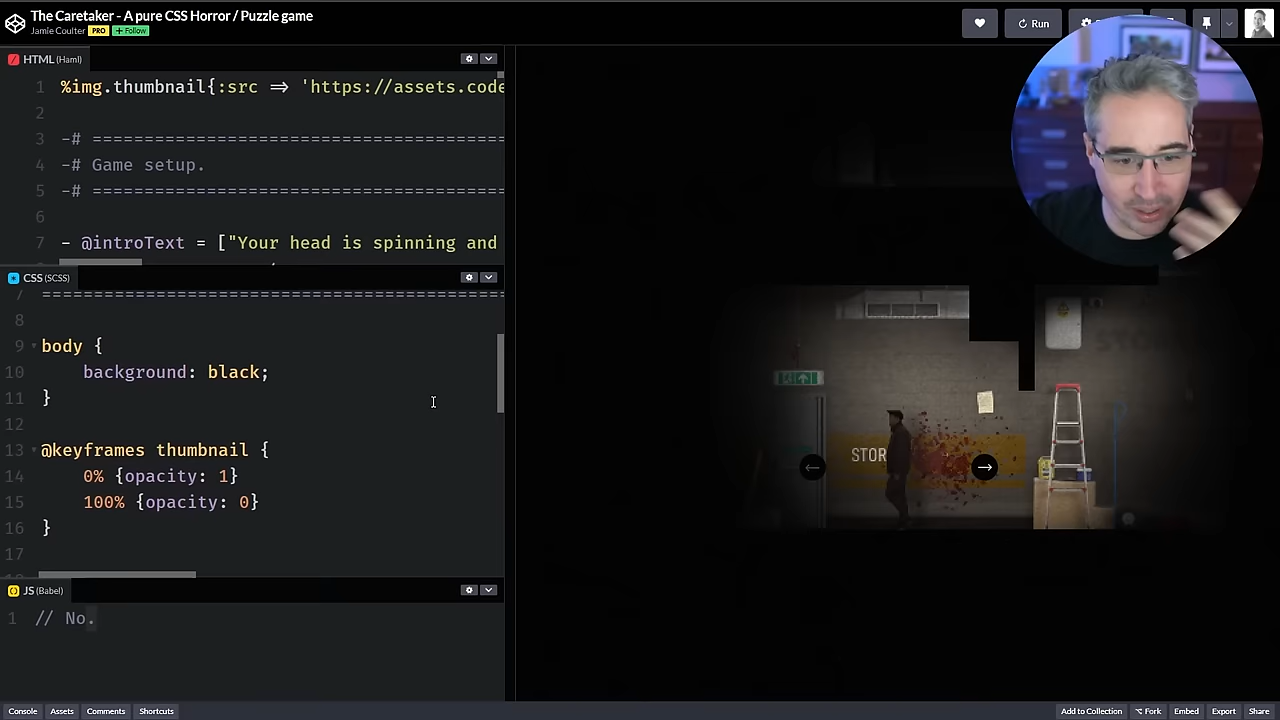 The Caretaker - A pure CSS Horror / Puzzle game
Jamie Coulter PRO + Follow
Run
HTML (Haml)
1 %img.thumbnail{:src => 'https://assets.code
2
3 -# ========================================
4 -# Game setup.
5 -# ========================================
6
7 - @introText = ["Your head is spinning and
CSS (SCSS)
7 =============================================
8
9 body {
10 background: black;
11 }
12
13 @keyframes thumbnail {
14 0% {opacity: 1}
15 100% {opacity: 0}
16 }
17
STOR
JS (Babel)
1 // No.
Console Assets Comments Shortcuts
Add to Collection Fork Embed Export Share